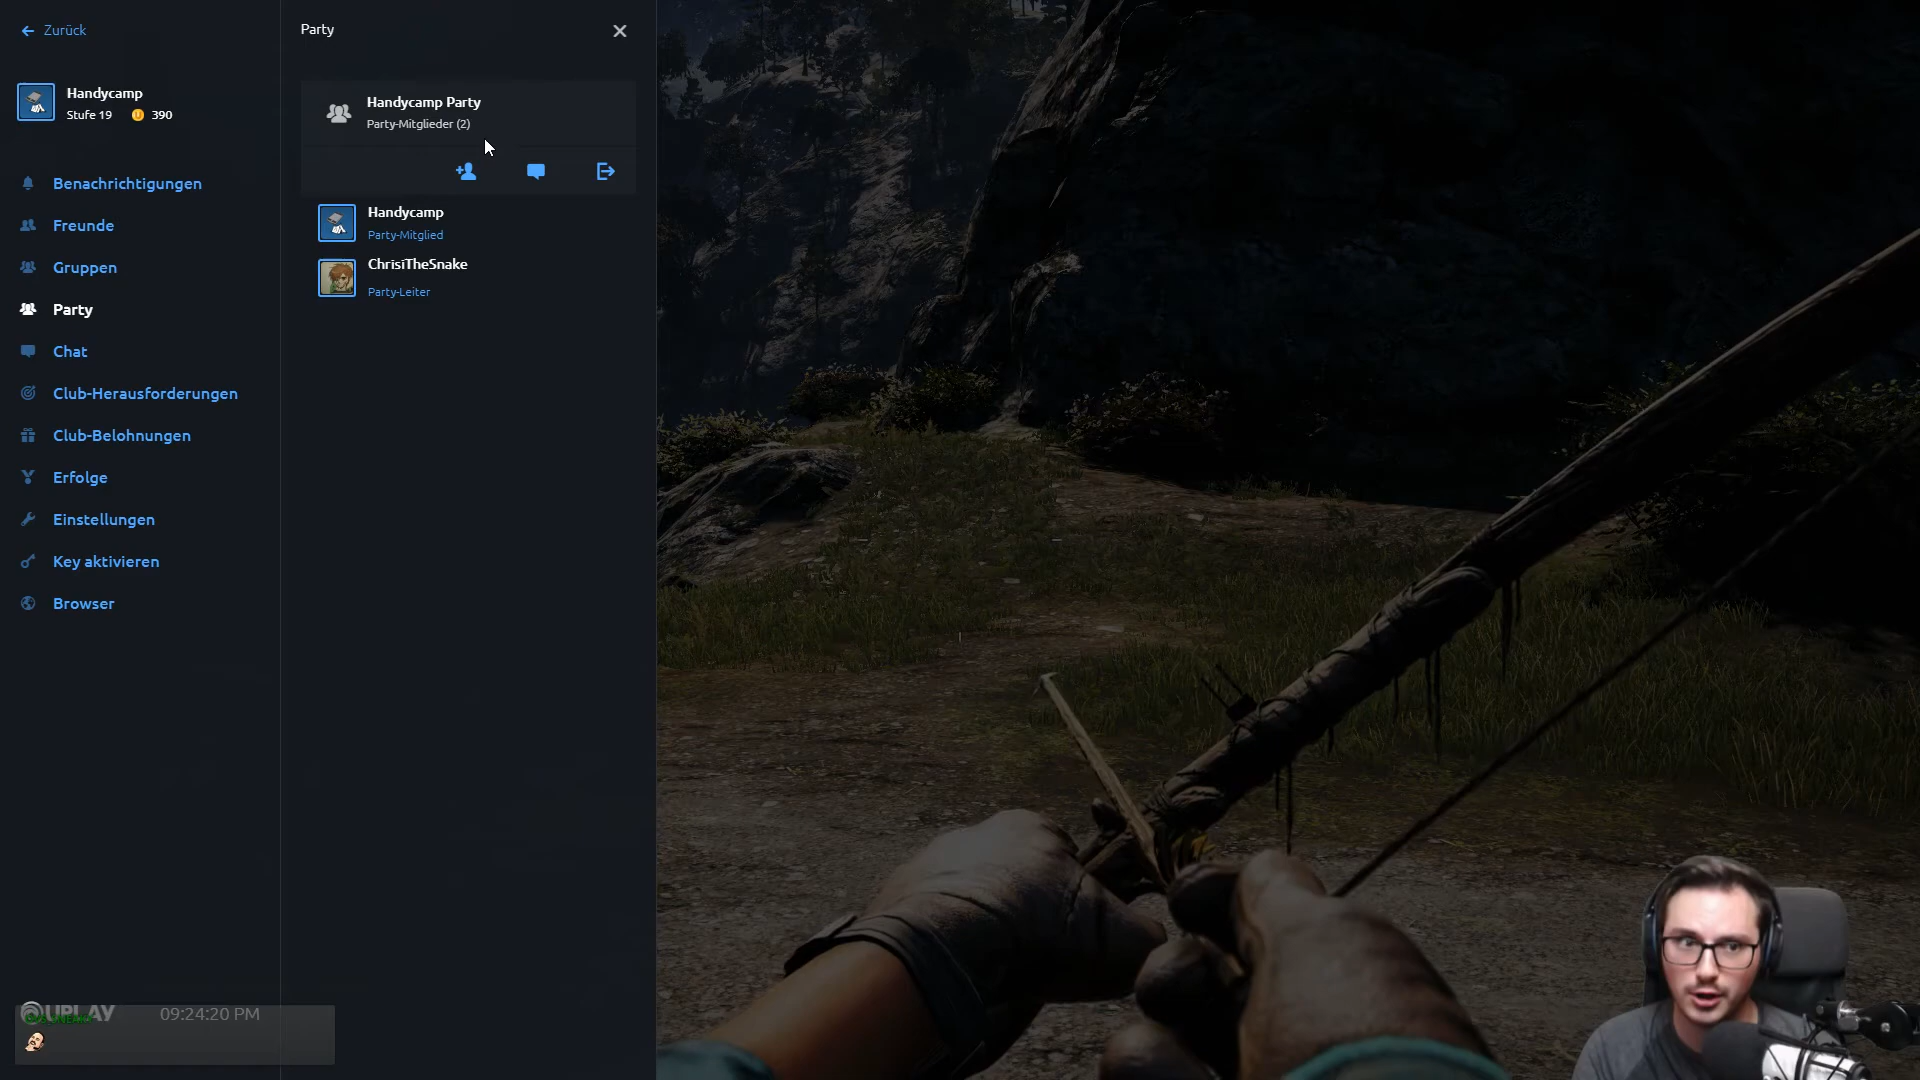 Zurück
Handycamp
Stufe 19
390
Benachrichtigungen
Freunde
Gruppen
Party
Chat
Club-Herausforderungen
Club-Belohnungen
Erfolge
Einstellungen
Key aktivieren
Browser
Party
Handycamp Party
Party-Mitglieder (2)
Handycamp
Party-Mitglied
ChrisiTheSnake
Party-Leiter
UPLAY
09:24:20 PM